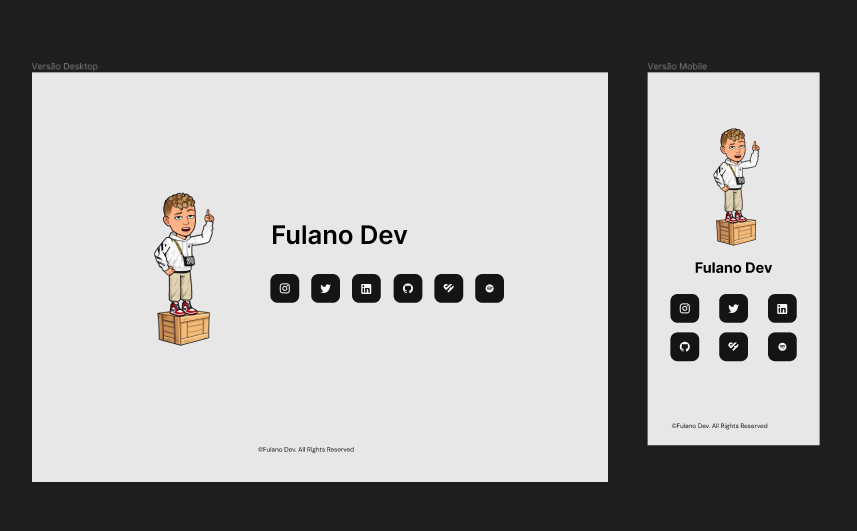 Versão Desktop
Fulano Dev
©Fulano Dev. All Rights Reserved
Versão Mobile
Fulano Dev
©Fulano Dev. All Rights Reserved